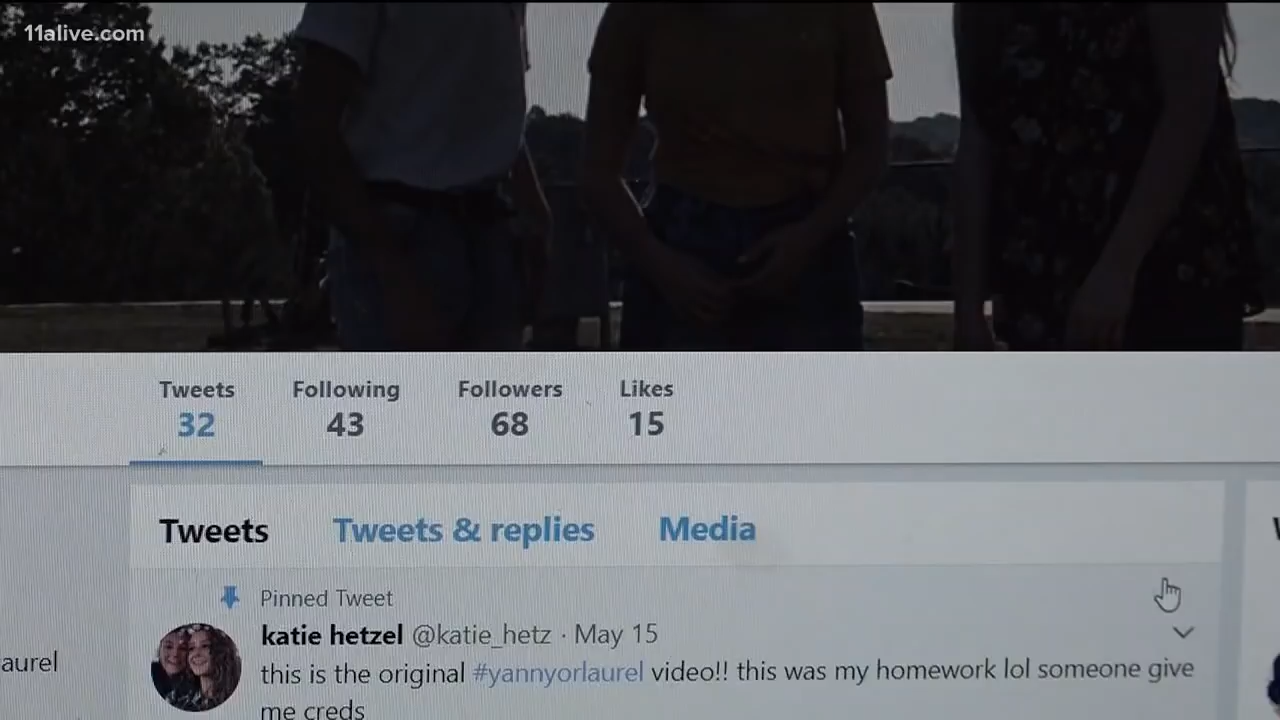 11alive.com
Tweets Following Followers Likes
32 43 68 15
Tweets Tweets & replies Media
Pinned Tweet
katie hetzel @katie_hetz · May 15
aurel
this is the original #yannyorlaurel video!! this was my homework lol someone give
me creds